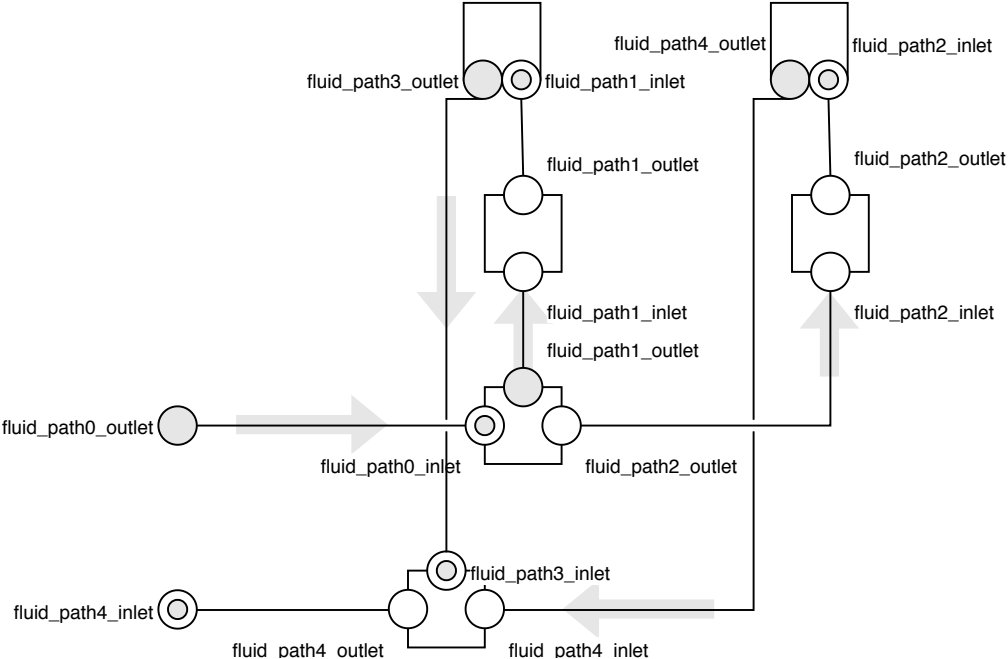 fluid_path4_outlet
fluid_path2_inlet
fluid_path3_outlet
fluid_path1_inlet
fluid_path1_outlet
fluid_path2_outlet
fluid_path1_inlet
fluid_path2_inlet
fluid_path1_outlet
fluid_path0_outlet
fluid_path0_inlet
fluid_path2_outlet
fluid_path3_inlet
fluid_path4_inlet
fluid_path4_outlet
fluid_path4_inlet